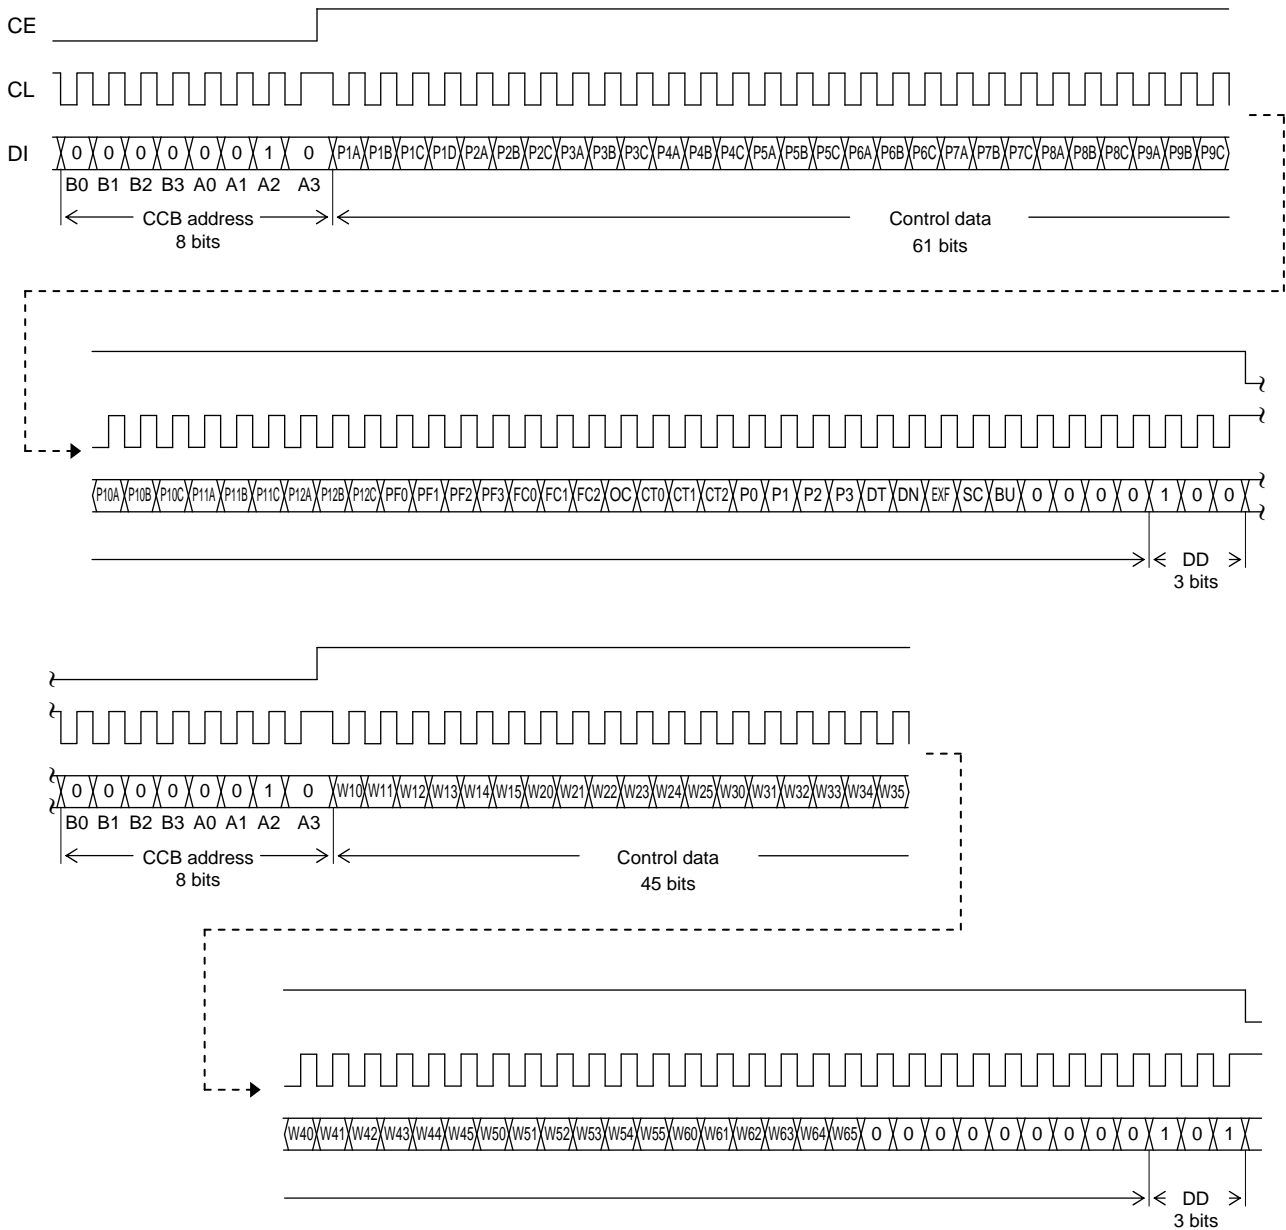 CE
CL
DI 0 0 0 0 0 0 1 0 P1A P1B P1C P1D P2A P2B P2C P3A P3B P3C P4A P4B P4C P5A P5B P5C P6A P6B P6C P7A P7B P7C P8A P8B P8C P9A P9B P9C
B0 B1 B2 B3 A0 A1 A2 A3
CCB address Control data
8 bits 61 bits
P10A P10B P10C P11A P11B P11C P12A P12B P12C PF0 PF1 PF2 PF3 FC0 FC1 FC2 OC CT0 CT1 CT2 P0 P1 P2 P3 DT DN EXF SC BU 0 0 0 0 1 0 0
DD
3 bits
0 0 0 0 0 0 1 0 W10 W11 W12 W13 W14 W15 W20 W21 W22 W23 W24 W25 W30 W31 W32 W33 W34 W35
B0 B1 B2 B3 A0 A1 A2 A3
CCB address Control data
8 bits 45 bits
W40 W41 W42 W43 W44 W45 W50 W51 W52 W53 W54 W55 W60 W61 W62 W63 W64 W65 0 0 0 0 0 0 0 0 0 1 0 1
DD
3 bits